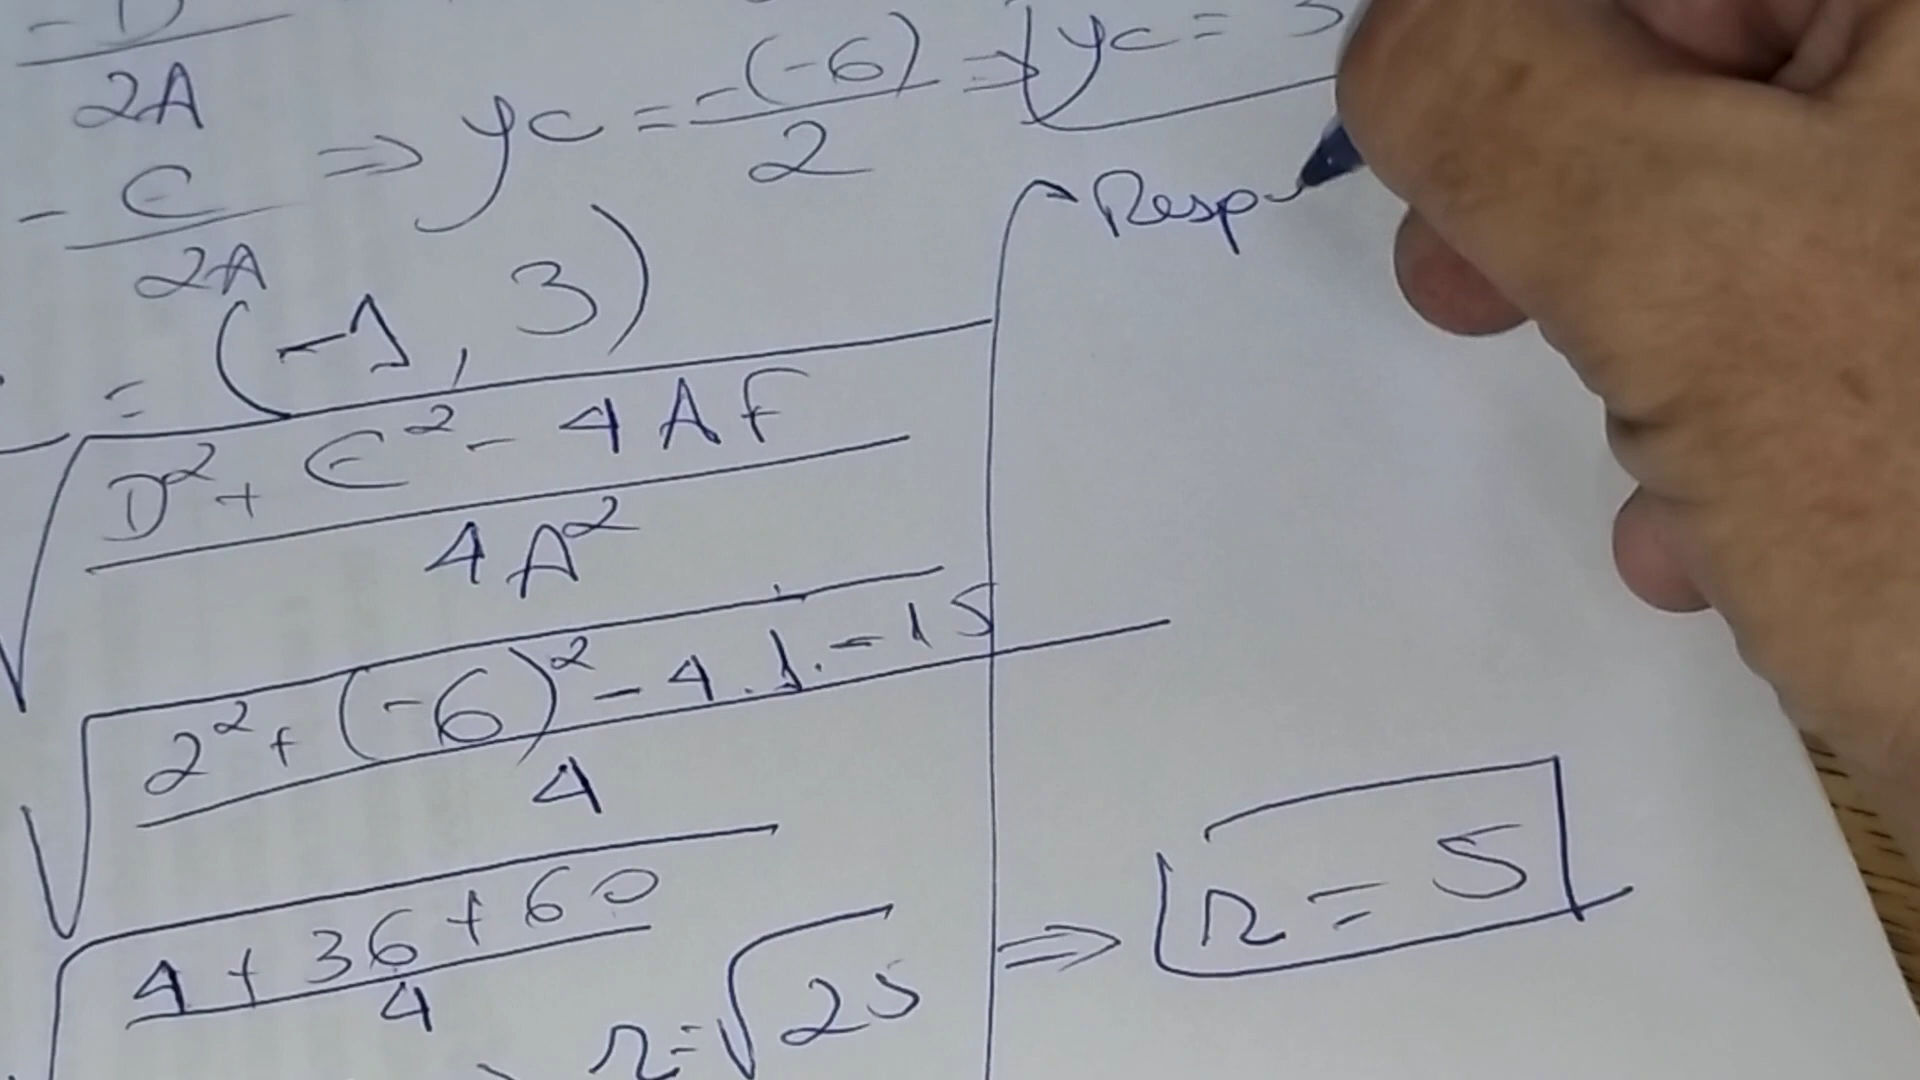 -D/2A
-E/2A ⇒ yc = -(-6)/2 ⇒ yc = 3
= (-1, 3)
√(D² + E² - 4AF)/4A²
√(2² + (-6)² - 4.1.-15)/4
√(4 + 36 + 60)/4
r = √25 ⇒ r = 5
Resp